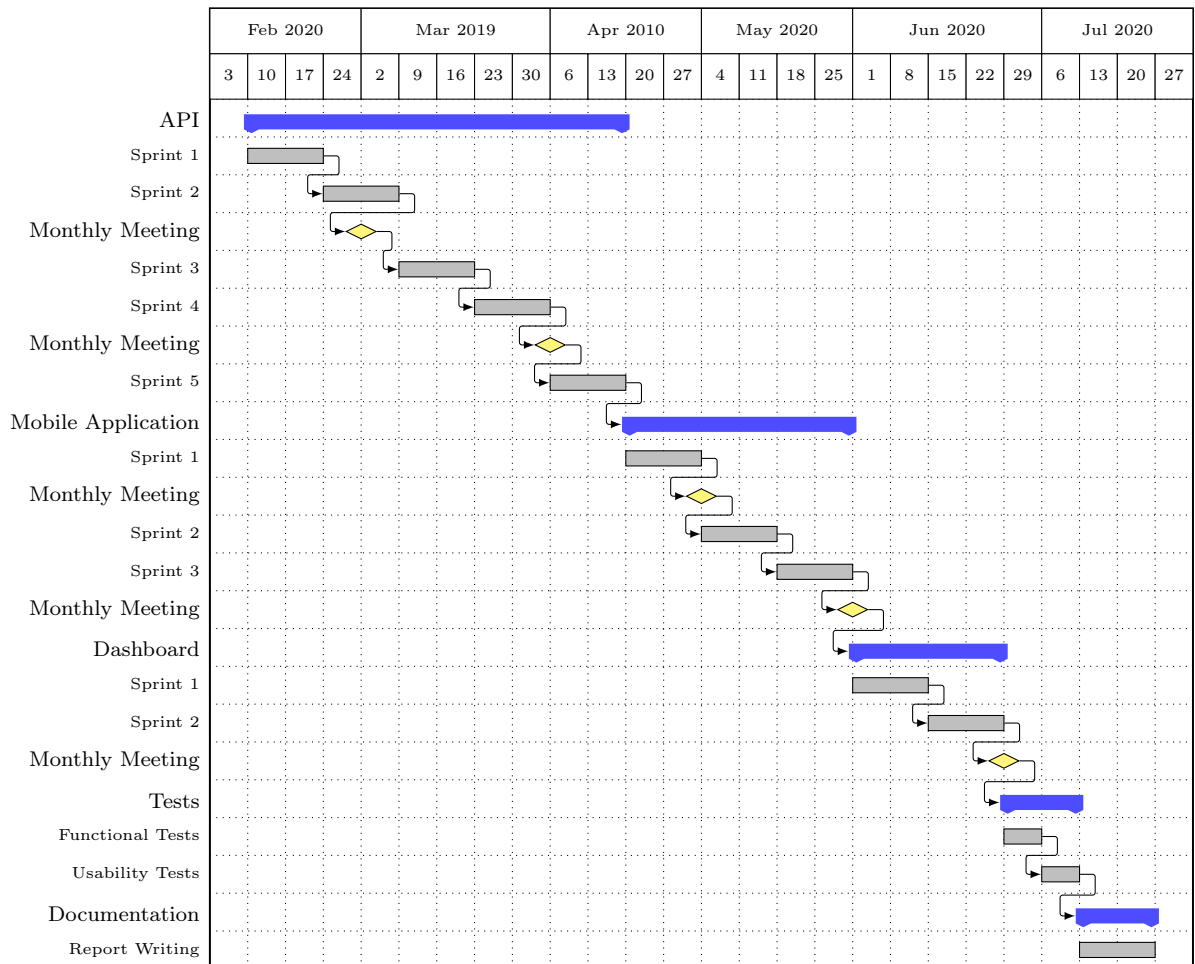 Feb 2020 Mar 2019 Apr 2010 May 2020 Jun 2020 Jul 2020
3 10 17 24 2 9 16 23 30 6 13 20 27 4 11 18 25 1 8 15 22 29 6 13 20 27
API
Sprint 1
Sprint 2
Monthly Meeting
Sprint 3
Sprint 4
Monthly Meeting
Sprint 5
Mobile Application
Sprint 1
Monthly Meeting
Sprint 2
Sprint 3
Monthly Meeting
Dashboard
Sprint 1
Sprint 2
Monthly Meeting
Tests
Functional Tests
Usability Tests
Documentation
Report Writing